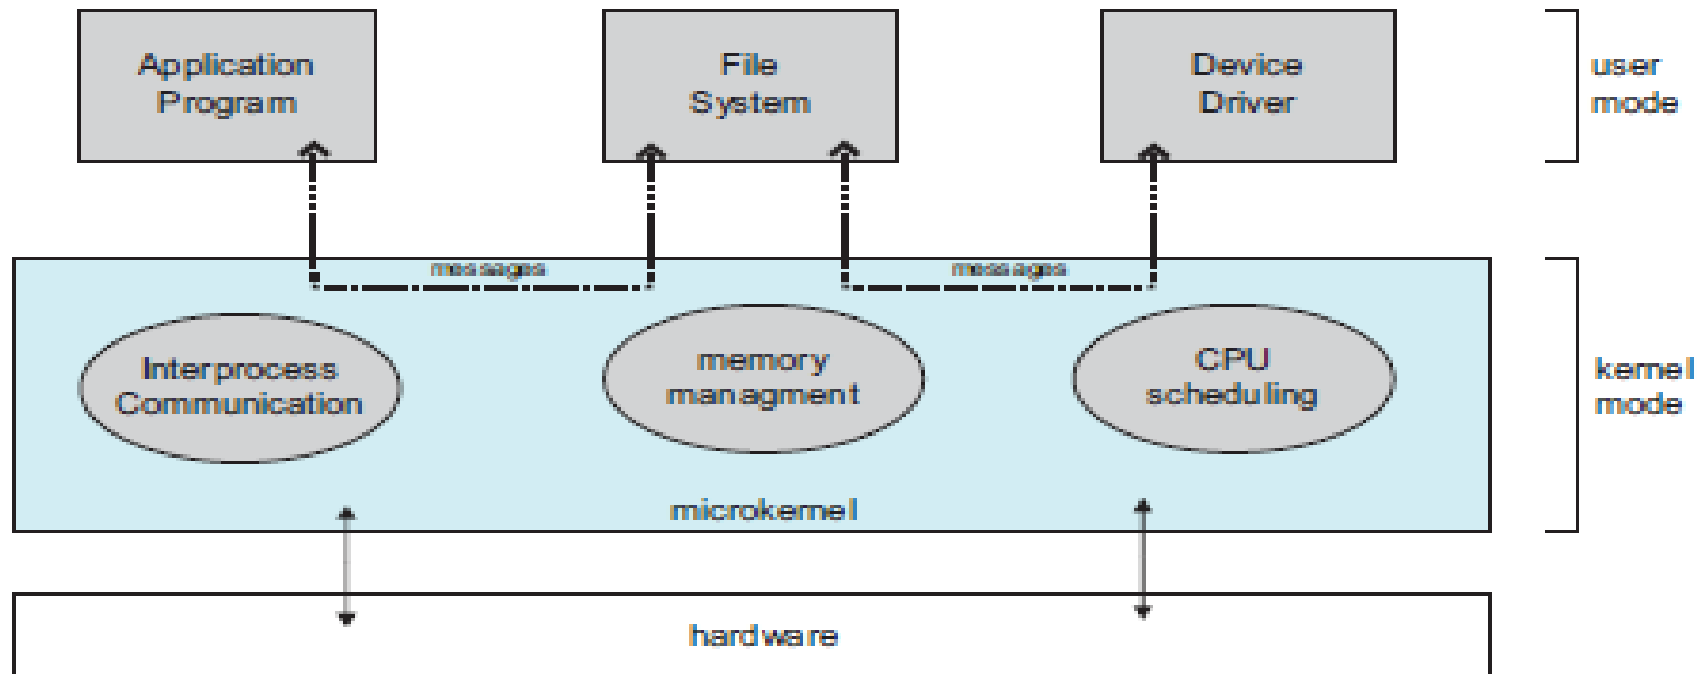 Application
Program
File
System
Device
Driver
user
mode
messages
messages
Interprocess
Communication
memory
managment
CPU
scheduling
kernel
mode
microkernel
hardware